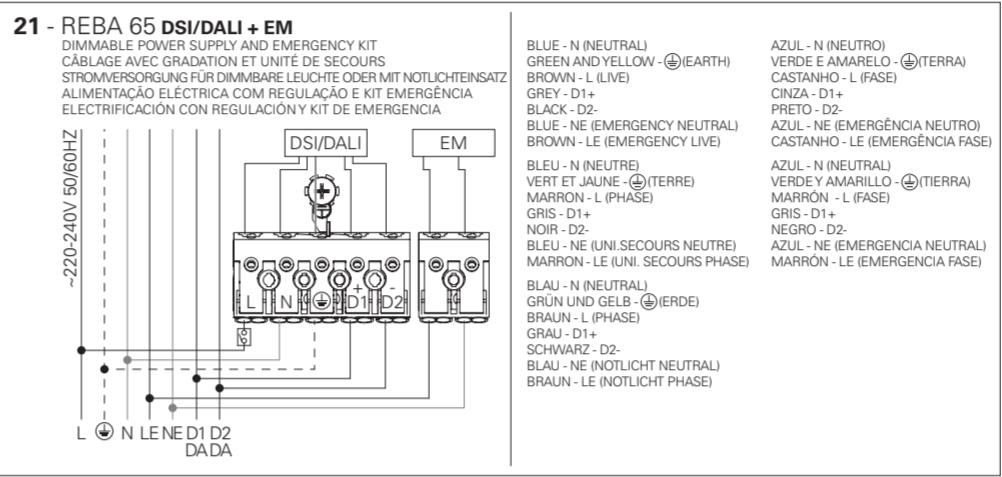 21 - REBA 65 DSI/DALI + EM
DIMMABLE POWER SUPPLY AND EMERGENCY KIT
CÂBLAGE AVEC GRADATION ET UNITÉ DE SECOURS
STROMVERSORGUNG FÜR DIMMBARE LEUCHTE ODER MIT NOTLICHTEINSATZ
ALIMENTAÇÃO ELÉCTRICA COM REGULAÇÃO E KIT EMERGÊNCIA
ELECTRIFICACIÓN CON REGULACIÓN Y KIT DE EMERGENCIA
~220-240V 50/60HZ
DSI/DALI
EM
+ -
L N D1 D2
L N LE NE D1 D2
DA DA
BLUE - N (NEUTRAL)
GREEN AND YELLOW - (EARTH)
BROWN - L (LIVE)
GREY - D1+
BLACK - D2-
BLUE - NE (EMERGENCY NEUTRAL)
BROWN - LE (EMERGENCY LIVE)
BLEU - N (NEUTRE)
VERT ET JAUNE - (TERRE)
MARRON - L (PHASE)
GRIS - D1+
NOIR - D2-
BLEU - NE (UNI.SECOURS NEUTRE)
MARRON - LE (UNI. SECOURS PHASE)
BLAU - N (NEUTRAL)
GRÜN UND GELB - (ERDE)
BRAUN - L (PHASE)
GRAU - D1+
SCHWARZ - D2-
BLAU - NE (NOTLICHT NEUTRAL)
BRAUN - LE (NOTLICHT PHASE)
AZUL - N (NEUTRO)
VERDE E AMARELO - (TERRA)
CASTANHO - L (FASE)
CINZA - D1+
PRETO - D2-
AZUL - NE (EMERGÊNCIA NEUTRO)
CASTANHO - LE (EMERGÊNCIA FASE)
AZUL - N (NEUTRAL)
VERDE Y AMARILLO - (TIERRA)
MARRÓN - L (FASE)
GRIS - D1+
NEGRO - D2-
AZUL - NE (EMERGENCIA NEUTRAL)
MARRÓN - LE (EMERGENCIA FASE)